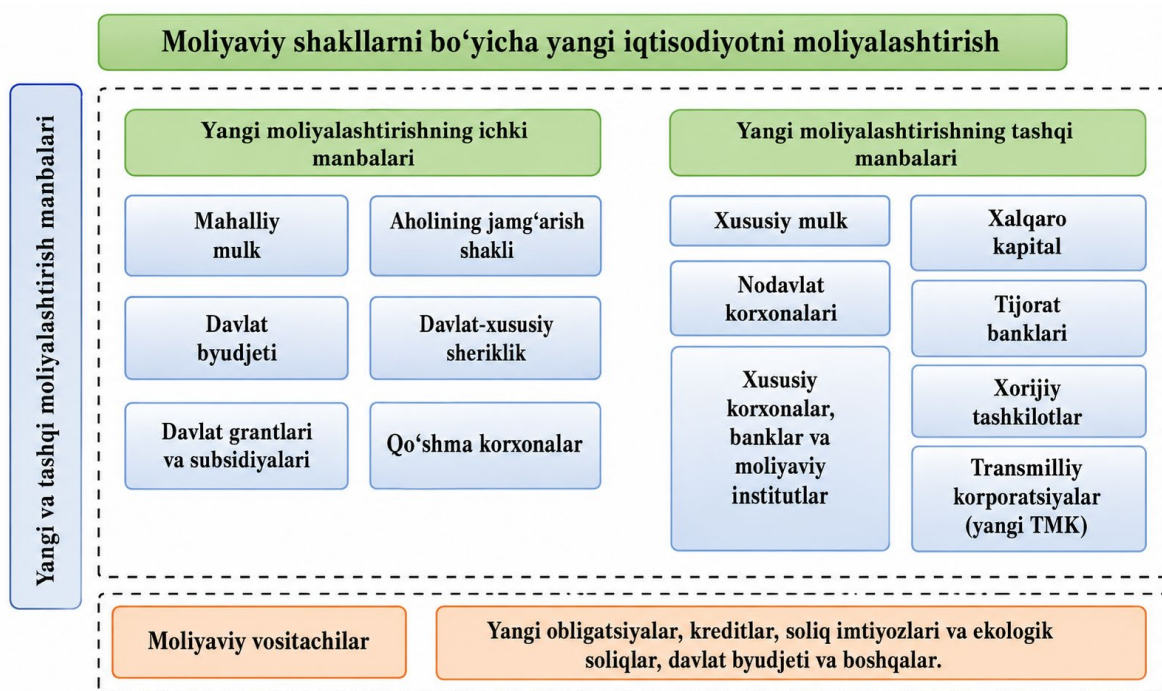 Moliyaviy shakllarni bo‘yicha yangi iqtisodiyotni moliyalashtirish
Yangi va tashqi moliyalashtirish manbalari
Yangi moliyalashtirishning ichki
manbalari
Mahalliy
mulk
Aholining jamg‘arish
shakli
Davlat
byudjeti
Davlat-xususiy
sheriklik
Davlat grantlari
va subsidiyalari
Qo‘shma korxonalar
Yangi moliyalashtirishning tashqi
manbalari
Xususiy mulk
Nodavlat
korxonalari
Xususiy
korxonalar,
banklar va
moliyaviy
institutlar
Xalqaro
kapital
Tijorat
banklari
Xorijiy
tashkilotlar
Transmilliy
korporatsiyalar
(yangi TMK)
Moliyaviy vositachilar
Yangi obligatsiyalar, kreditlar, soliq imtiyozlari va ekologik
soliqlar, davlat byudjeti va boshqalar.